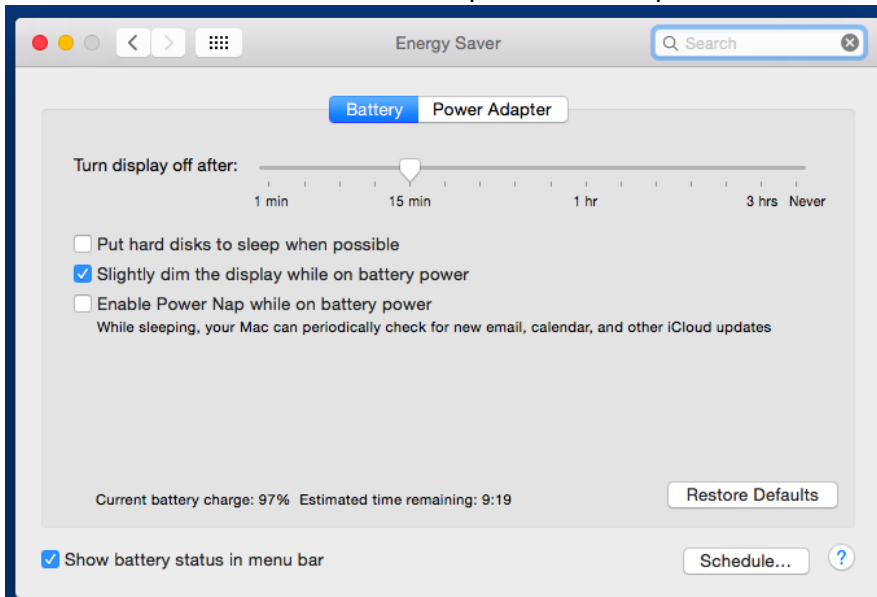 Energy Saver
Search
Battery Power Adapter
Turn display off after:
1 min 15 min 1 hr 3 hrs Never
Put hard disks to sleep when possible
Slightly dim the display while on battery power
Enable Power Nap while on battery power
While sleeping, your Mac can periodically check for new email, calendar, and other iCloud updates
Current battery charge: 97% Estimated time remaining: 9:19
Restore Defaults
Show battery status in menu bar
Schedule...
?